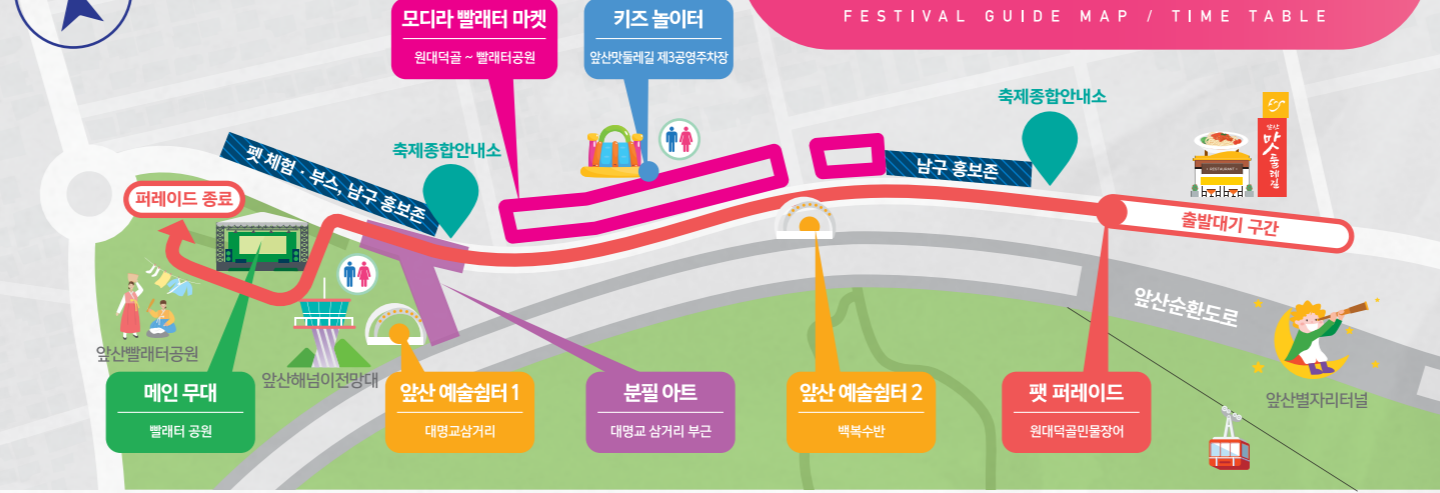 FESTIVAL GUIDE MAP / TIME TABLE
모디라 빨래터 마켓
원대덕골 ~ 빨래터공원
키즈 놀이터
앞산맛둘레길 제3공영주차장
축제종합안내소
축제종합안내소
펫 체험 · 부스, 남구 홍보존
남구 홍보존
맛둘레길
RESTAURANT
퍼레이드 종료
출발대기 구간
앞산순환도로
앞산빨래터공원
앞산해넘이전망대
앞산별자리터널
메인 무대
빨래터 공원
앞산 예술쉼터 1
대명교삼거리
분필 아트
대명교 삼거리 부근
앞산 예술쉼터 2
백복수반
팻 퍼레이드
원대덕골민물장어